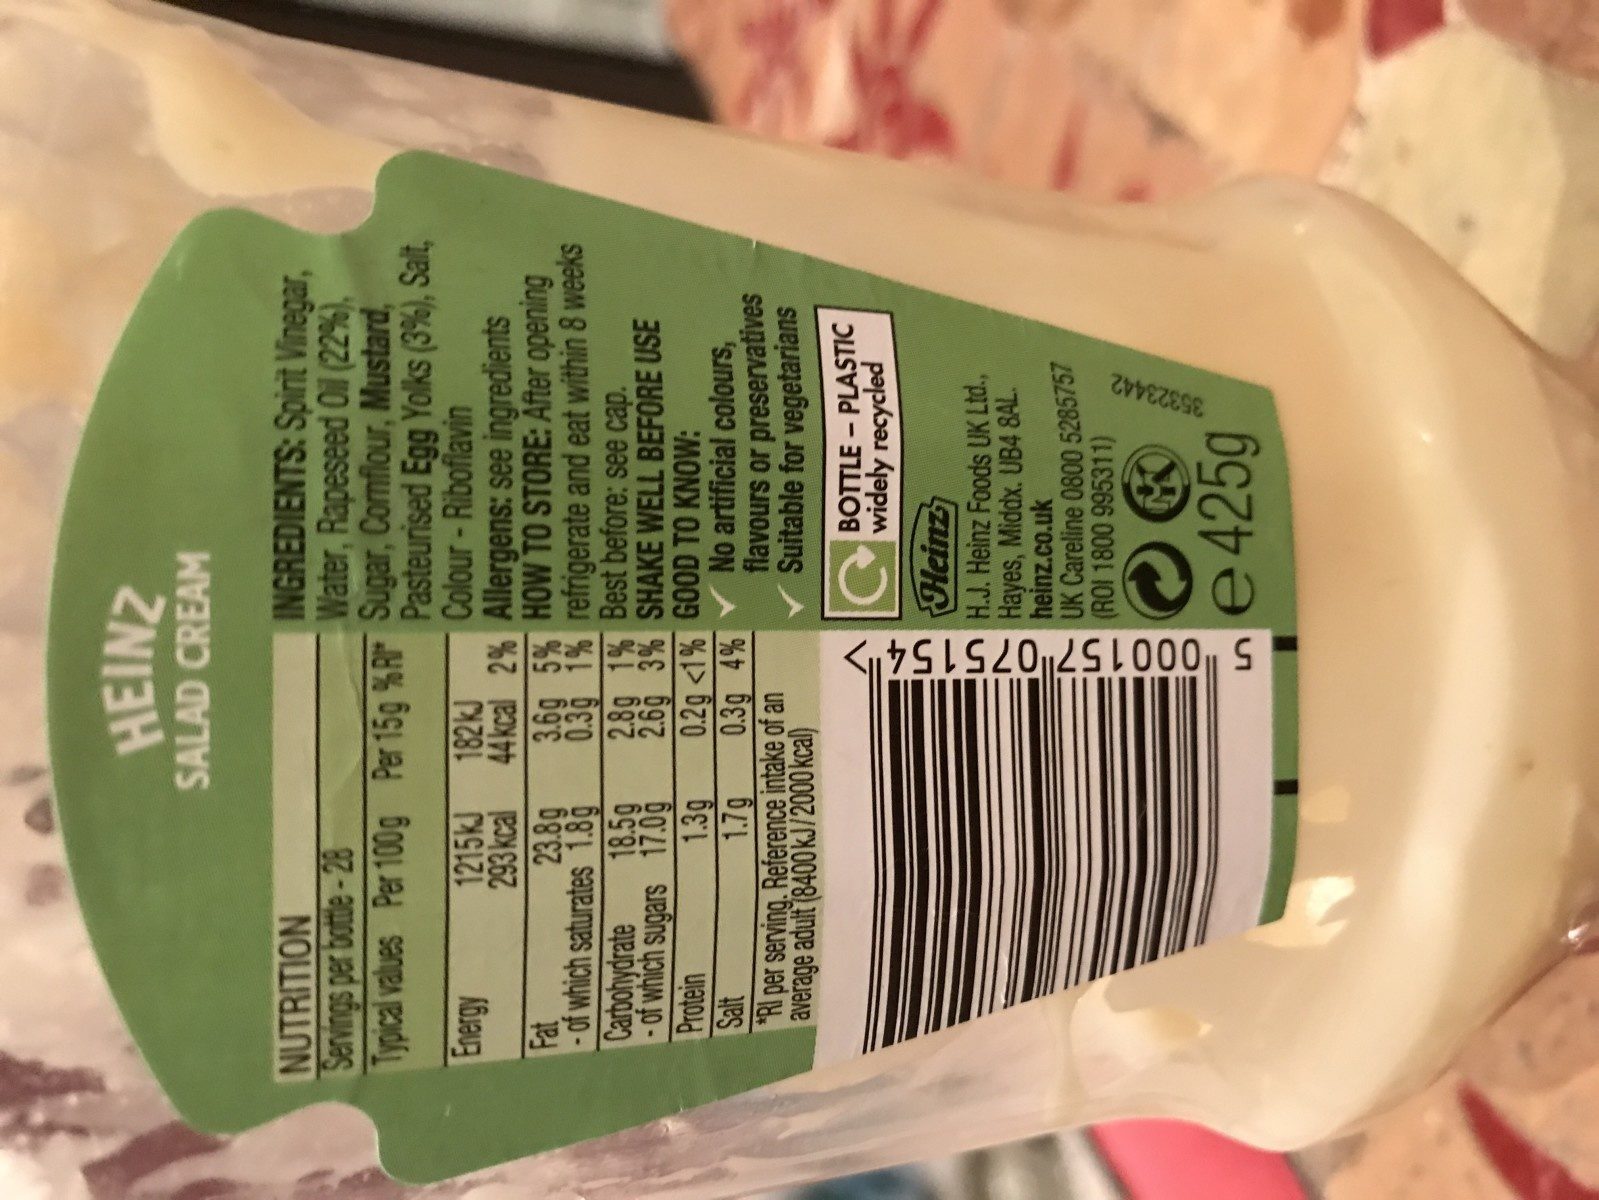 HEINZ
SALAD CREAM
NUTRITION
Servings per bottle - 28
Typical values Per 100g Per 15g %RI*
Energy 1215kJ 182kJ
293kcal 44kcal 2%
Fat 23.8g 3.6g 5%
- of which saturates 1.8g 0.3g 1%
Carbohydrate 18.5g 2.8g 1%
- of which sugars 17.0g 2.6g 3%
Protein 1.3g 0.2g <1%
Salt 1.7g 0.3g 4%
*RI per serving. Reference intake of an
average adult (8400kJ/2000kcal)
5 000157 075154 >
INGREDIENTS: Spirit Vinegar,
Water, Rapeseed Oil (22%),
Sugar, Cornflour, Mustard,
Pasteurised Egg Yolks (3%), Salt,
Colour - Riboflavin
Allergens: see ingredients
HOW TO STORE: After opening
refrigerate and eat within 8 weeks
Best before: see cap.
SHAKE WELL BEFORE USE
GOOD TO KNOW:
✓ No artificial colours,
flavours or preservatives
✓ Suitable for vegetarians
BOTTLE – PLASTIC
widely recycled
Heinz
H.J. Heinz Foods UK Ltd.,
Hayes, Middx. UB4 8AL.
heinz.co.uk
UK Careline 0800 5285757
(ROI 1800 995311)
35323442
e 425g